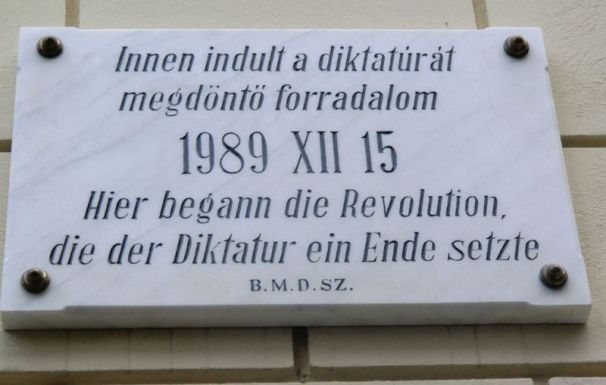 Innen indult a diktatúrát
megdöntő forradalom
1989 XII 15
Hier begann die Revolution,
die der Diktatur ein Ende setzte
B.M.D.SZ.